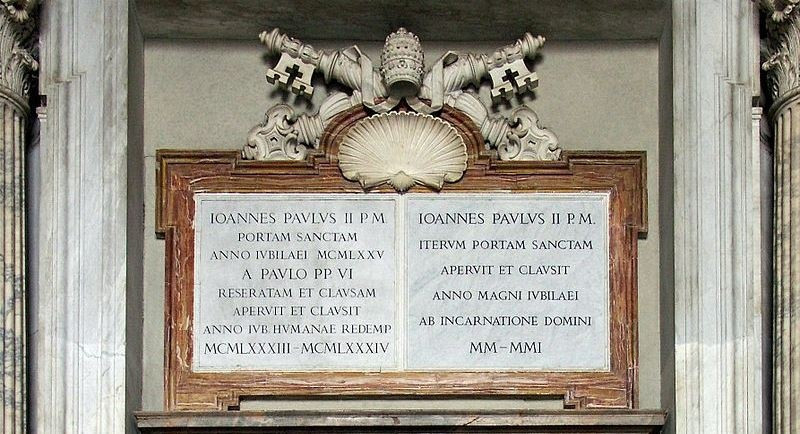 IOANNES PAVLVS II P.M.
PORTAM SANCTAM
ANNO IVBILAEI MCMLXXV
A PAVLO PP. VI
RESERATAM ET CLAVSAM
APERVIT ET CLAVSIT
ANNO IVB. HVMANAE REDEMP.
MCMLXXXIII–MCMLXXXIV
IOANNES PAVLVS II P.M.
ITERVM PORTAM SANCTAM
APERVIT ET CLAVSIT
ANNO MAGNI IVBILAEI
AB INCARNATIONE DOMINI
MM–MMI